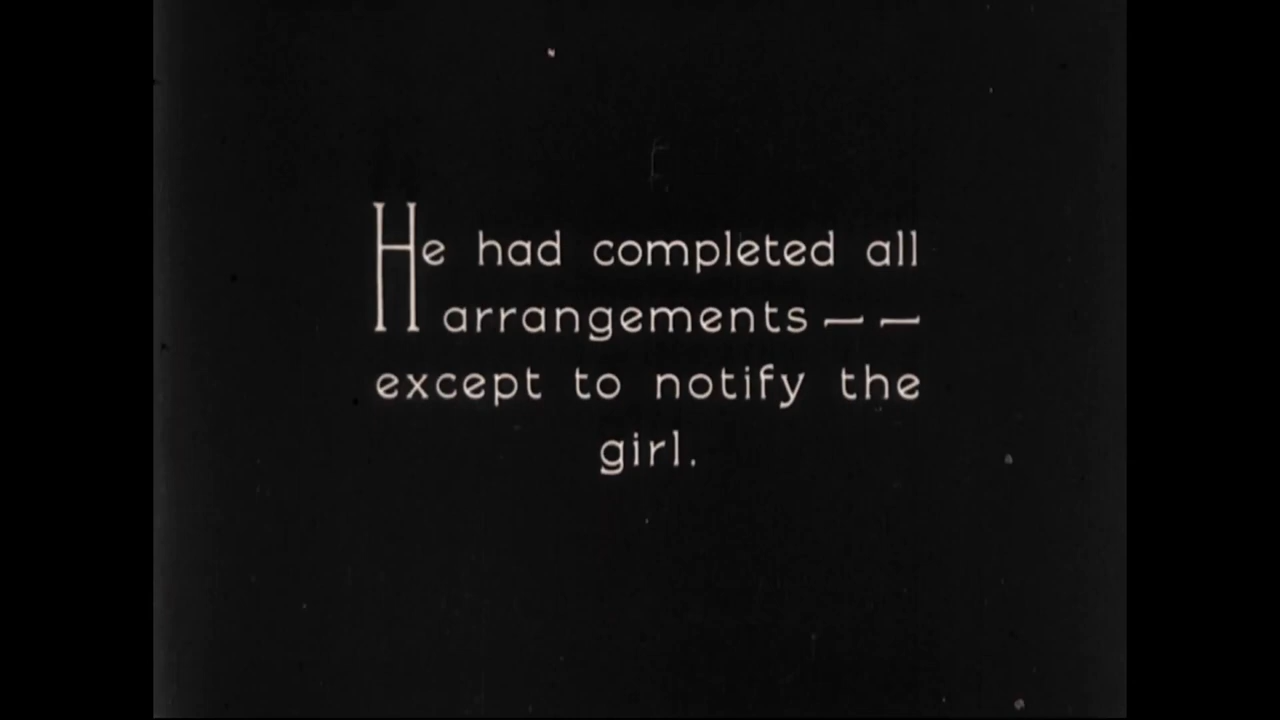 He had completed all
arrangements — —
except to notify the
girl.